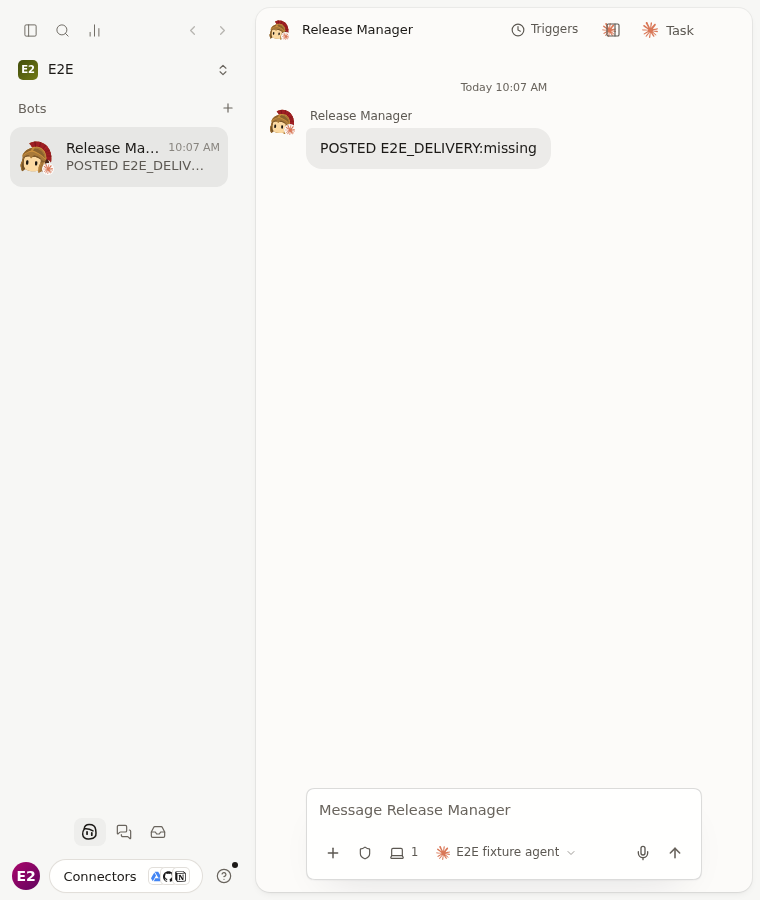 E2 E2E
Bots
Release Ma... 10:07 AM
POSTED E2E_DELIV...
E2 Connectors
Release Manager Triggers Task
Today 10:07 AM
Release Manager
POSTED E2E_DELIVERY:missing
Message Release Manager
1 E2E fixture agent